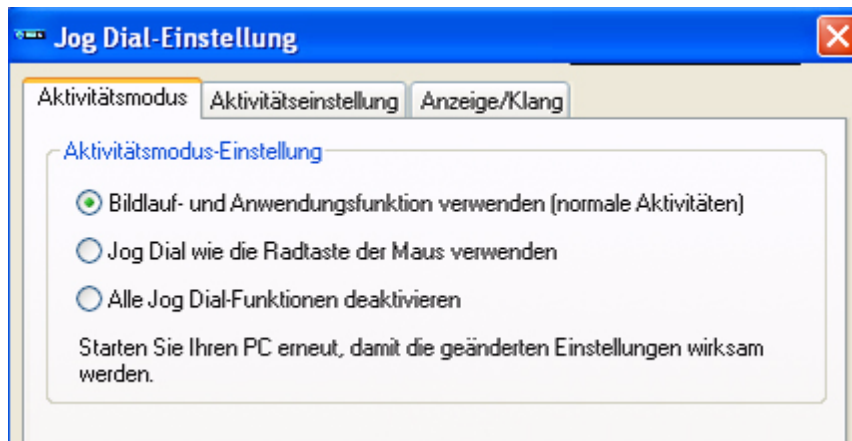 Jog Dial-Einstellung
Aktivitätsmodus
Aktivitätseinstellung
Anzeige/Klang
Aktivitätsmodus-Einstellung
Bildlauf- und Anwendungsfunktion verwenden (normale Aktivitäten)
Jog Dial wie die Radtaste der Maus verwenden
Alle Jog Dial-Funktionen deaktivieren
Starten Sie Ihren PC erneut, damit die geänderten Einstellungen wirksam
werden.